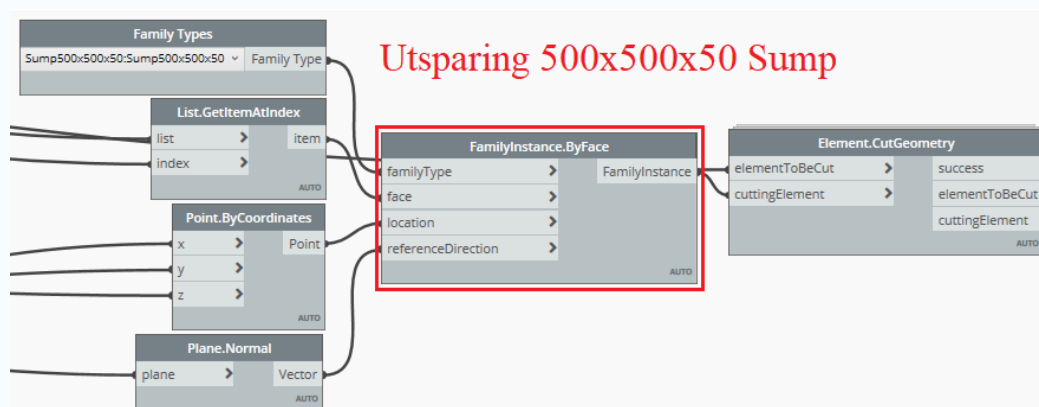 Family Types
Sump500x500x50:Sump500x500x50
Family Type
Utsparing 500x500x50 Sump
List.GetItemAtIndex
list > item
index >
AUTO
FamilyInstance.ByFace
familyType > FamilyInstance
face >
location >
referenceDirection >
AUTO
Element.CutGeometry
elementToBeCut > success
cuttingElement > elementToBeCut
cuttingElement
AUTO
Point.ByCoordinates
x > Point
y >
z >
AUTO
Plane.Normal
plane > Vector
AUTO